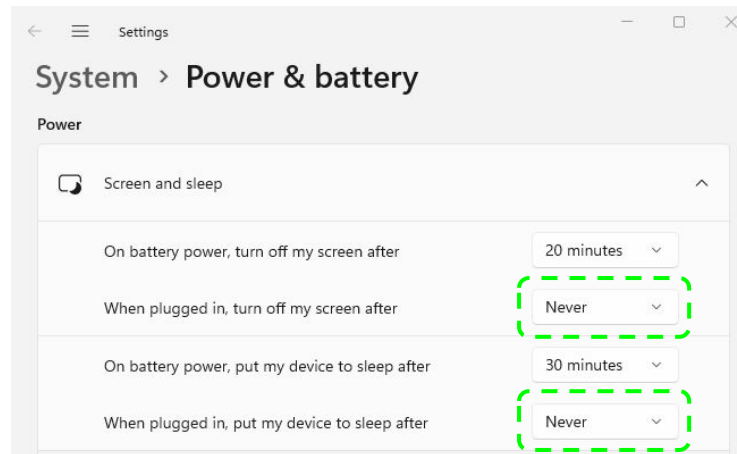 Settings
System > Power & battery
Power
Screen and sleep
On battery power, turn off my screen after 20 minutes
When plugged in, turn off my screen after Never
On battery power, put my device to sleep after 30 minutes
When plugged in, put my device to sleep after Never